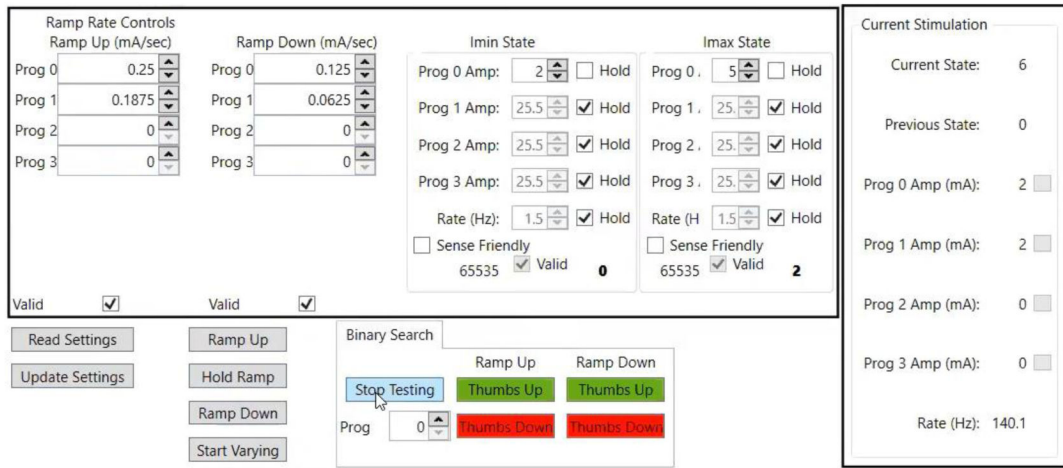 Ramp Rate Controls
Ramp Up (mA/sec) Ramp Down (mA/sec)
Prog 0 0.25 Prog 0 0.125
Prog 1 0.1875 Prog 1 0.0625
Prog 2 0 Prog 2 0
Prog 3 0 Prog 3 0
Valid Valid
Imin State
Prog 0 Amp: 2 Hold
Prog 1 Amp: 25.5 Hold
Prog 2 Amp: 25.5 Hold
Prog 3 Amp: 25.5 Hold
Rate (Hz): 1.5 Hold
Sense Friendly
65535 Valid 0
Imax State
Prog 0 . 5 Hold
Prog 1 . 25. Hold
Prog 2 . 25. Hold
Prog 3 . 25. Hold
Rate (H 1.5 Hold
Sense Friendly
65535 Valid 2
Current Stimulation
Current State: 6
Previous State: 0
Prog 0 Amp (mA): 2
Prog 1 Amp (mA): 2
Prog 2 Amp (mA): 0
Prog 3 Amp (mA): 0
Rate (Hz): 140.1
Read Settings
Update Settings
Ramp Up
Hold Ramp
Ramp Down
Start Varying
Binary Search
Ramp Up Ramp Down
Stop Testing Thumbs Up Thumbs Up
Prog 0 Thumbs Down Thumbs Down